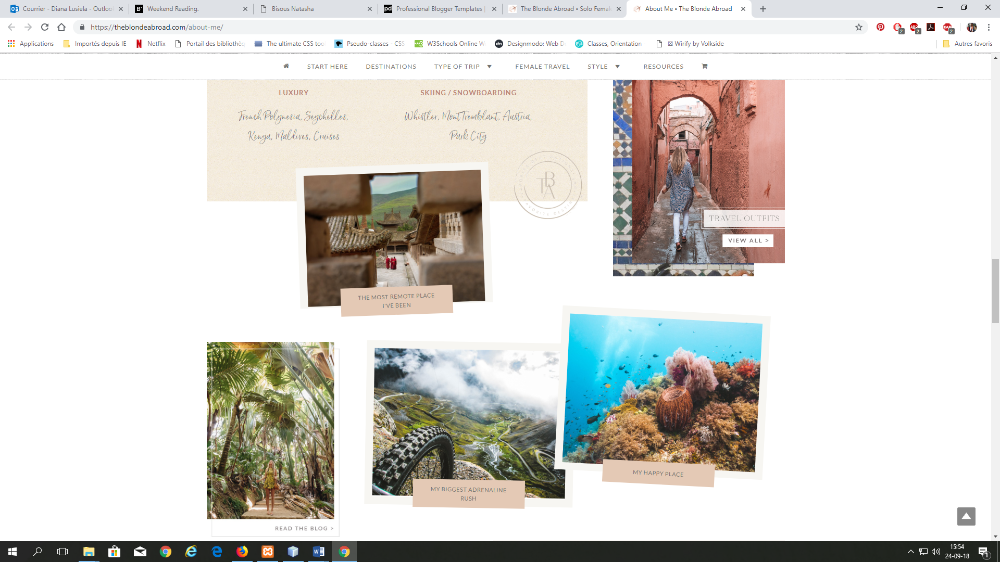 Courrier - Diana Lusiela - Outloo
Weekend Reading.
Bisous Natasha
Professional Blogger Templates |
The Blonde Abroad • Solo Femal
About Me • The Blonde Abroad
https://theblondeabroad.com/about-me/
2
2
2
Applications
Importés depuis IE
Netflix
Portail des bibliothèq
The ultimate CSS too
Pseudo-classes - CSS
W3Schools Online W
Designmodo: Web D
Classes, Orientation -
Wirify by Volkside
Autres favoris
START HERE
DESTINATIONS
TYPE OF TRIP
FEMALE TRAVEL
STYLE
RESOURCES
LUXURY
French Polynesia, Seychelles,
Kenya, Maldives, Cruises
SKIING / SNOWBOARDING
Whistler, Mont Tremblant, Austria,
Park City
TBA
TRAVEL OUTFITS
VIEW ALL >
THE MOST REMOTE PLACE
I'VE BEEN
MY HAPPY PLACE
MY BIGGEST ADRENALINE
RUSH
READ THE BLOG >
15:54
24-09-18
1